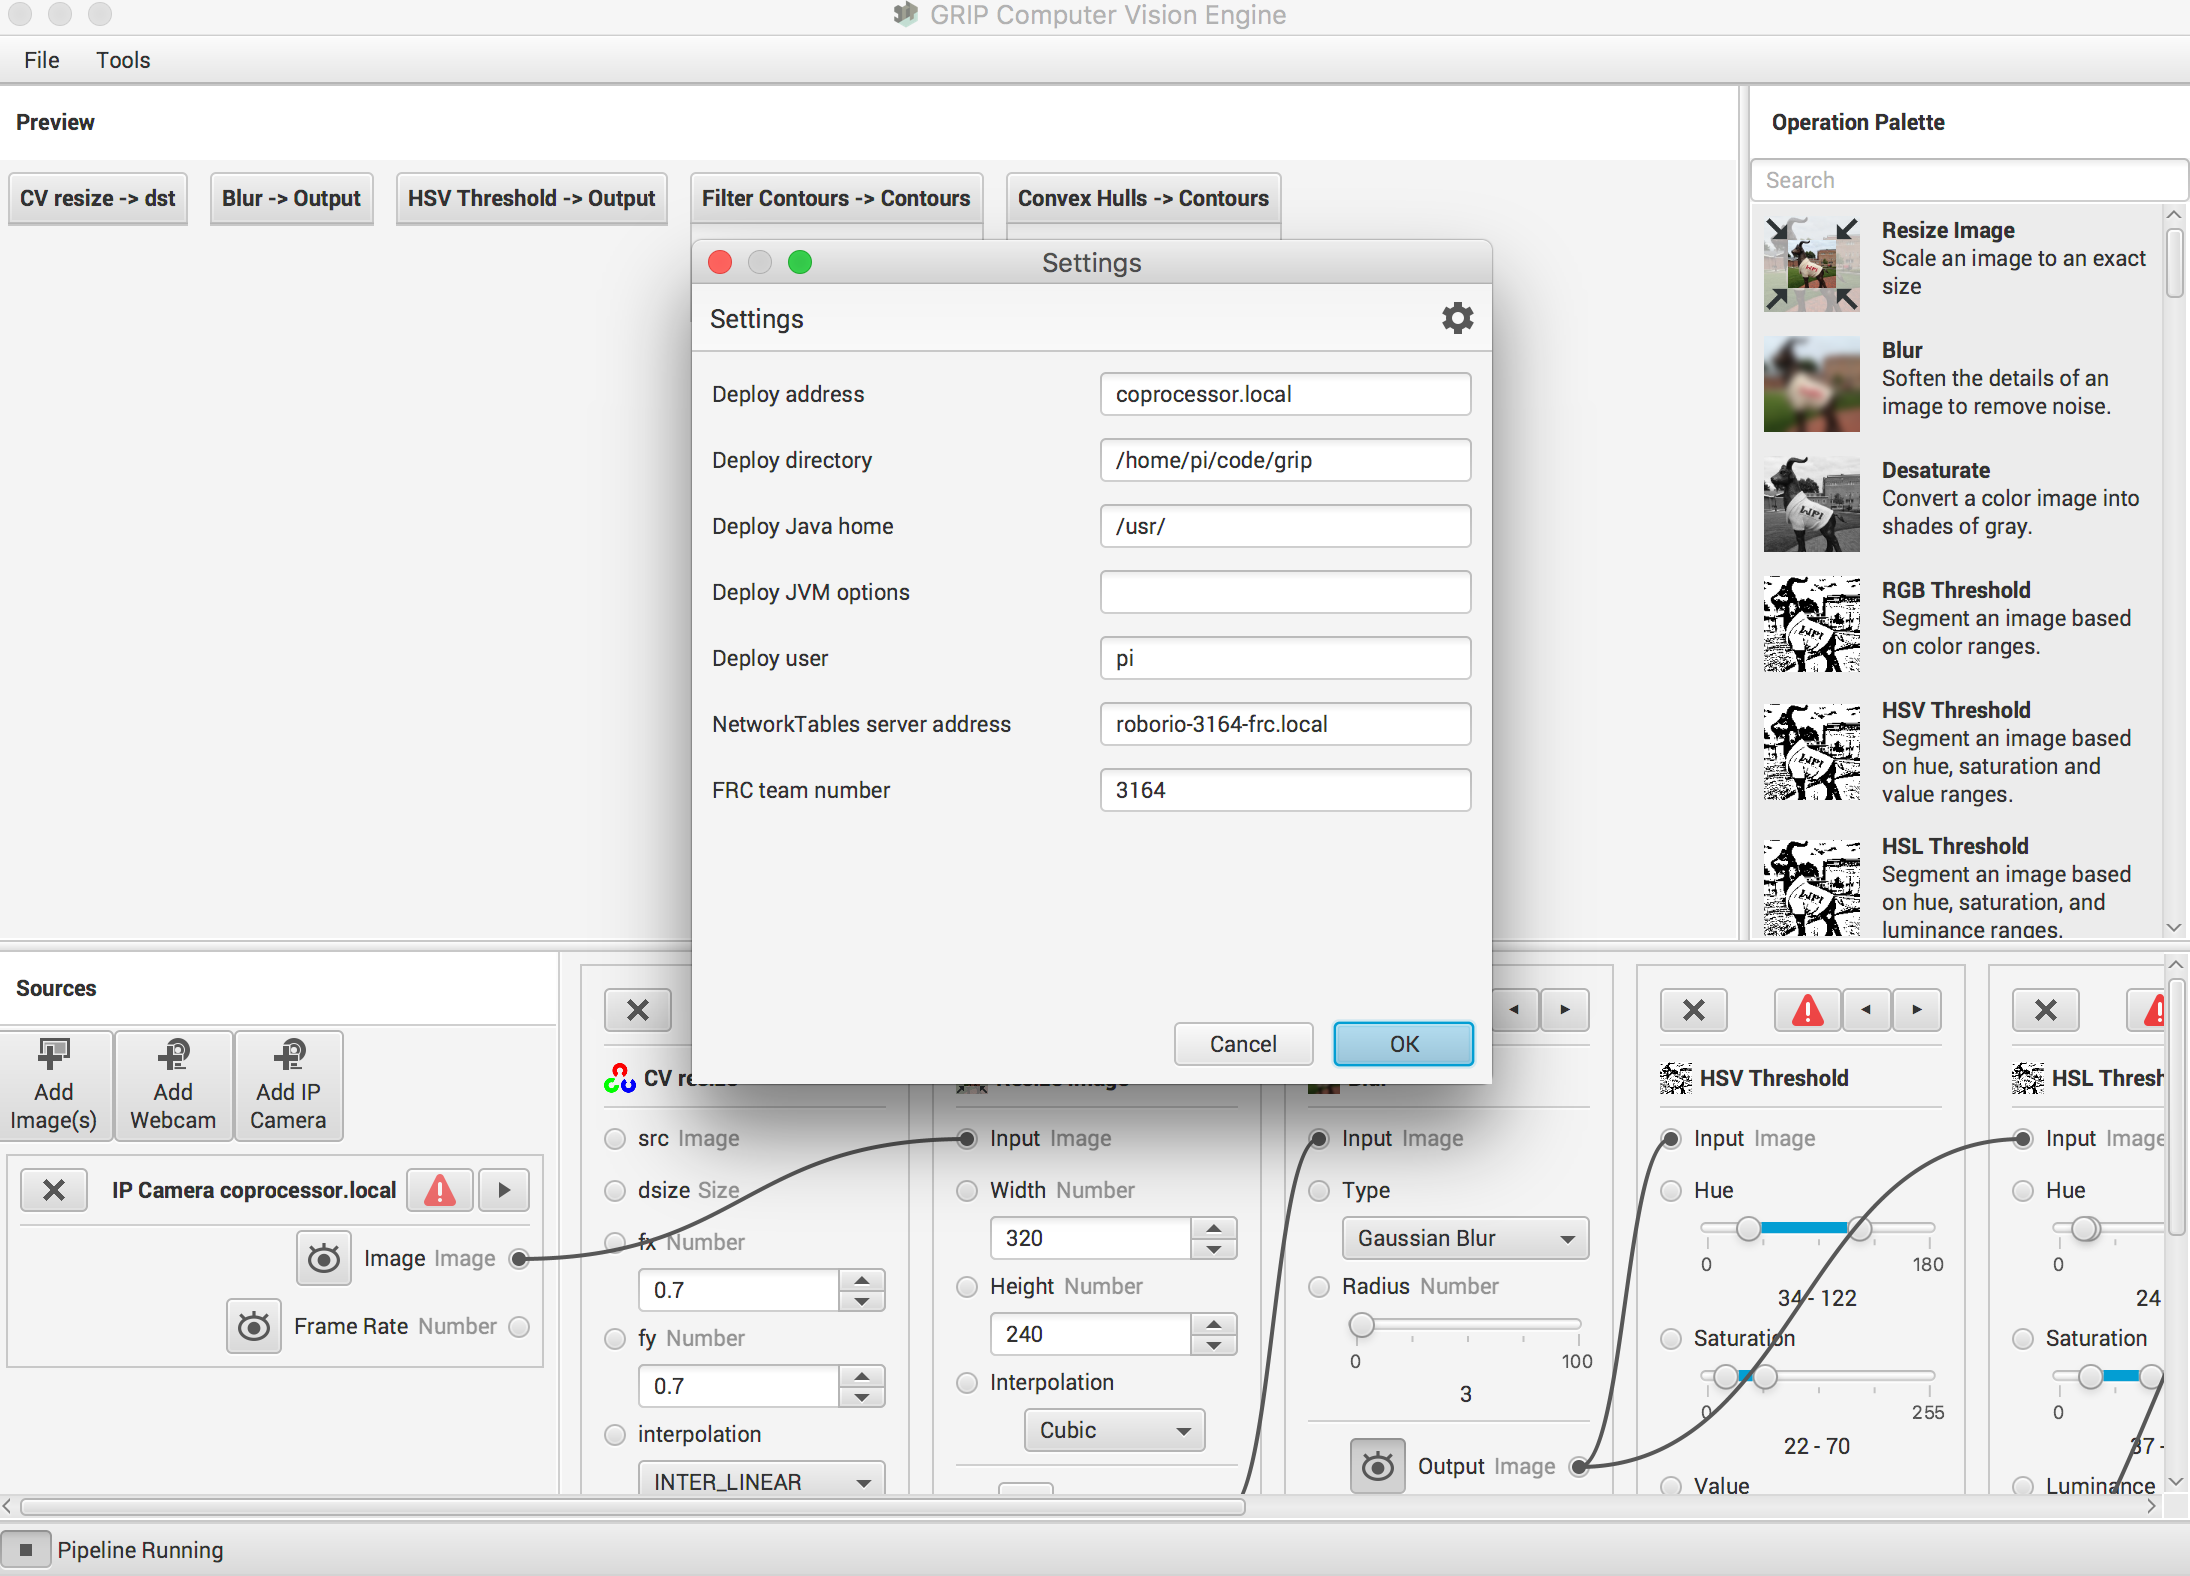 GRIP Computer Vision Engine
File Tools
Preview
CV resize -> dst
Blur -> Output
HSV Threshold -> Output
Filter Contours -> Contours
Convex Hulls -> Contours
Operation Palette
Search
Resize Image
Scale an image to an exact
size
Blur
Soften the details of an
image to remove noise.
Desaturate
Convert a color image into
shades of gray.
RGB Threshold
Segment an image based
on color ranges.
HSV Threshold
Segment an image based
on hue, saturation and
value ranges.
HSL Threshold
Segment an image based
on hue, saturation, and
luminance ranges.
Settings
Settings
Deploy address coprocessor.local
Deploy directory /home/pi/code/grip
Deploy Java home /usr/
Deploy JVM options
Deploy user pi
NetworkTables server address roborio-3164-frc.local
FRC team number 3164
Cancel OK
Sources
Add
Image(s)
Add
Webcam
Add IP
Camera
IP Camera coprocessor.local
Image Image
Frame Rate Number
CV resize
src Image
dsize Size
fx Number
0.7
fy Number
0.7
interpolation
INTER_LINEAR
Input Image
Width Number
320
Height Number
240
Interpolation
Cubic
Blur
Input Image
Type
Gaussian Blur
Radius Number
0 100
3
Output Image
HSV Threshold
Input Image
Hue
0 180
34 - 122
Saturation
0 255
22 - 70
Value
HSL Thresh
Input Image
Hue
0
24
Saturation
0
37 -
Luminance
Pipeline Running